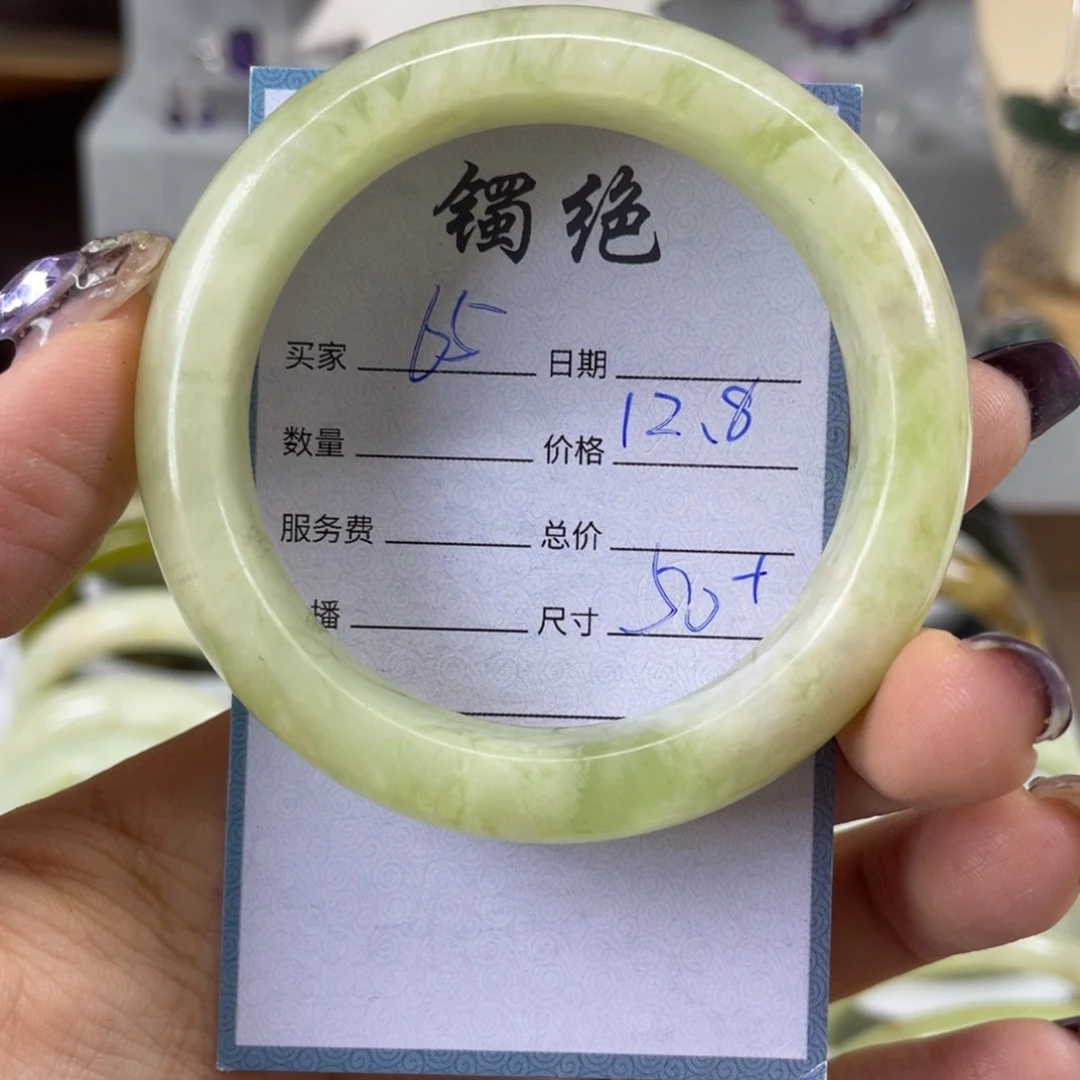 镯绝
买家 65 日期
数量 价格 12、8
服务费 总价
播 尺寸 50+